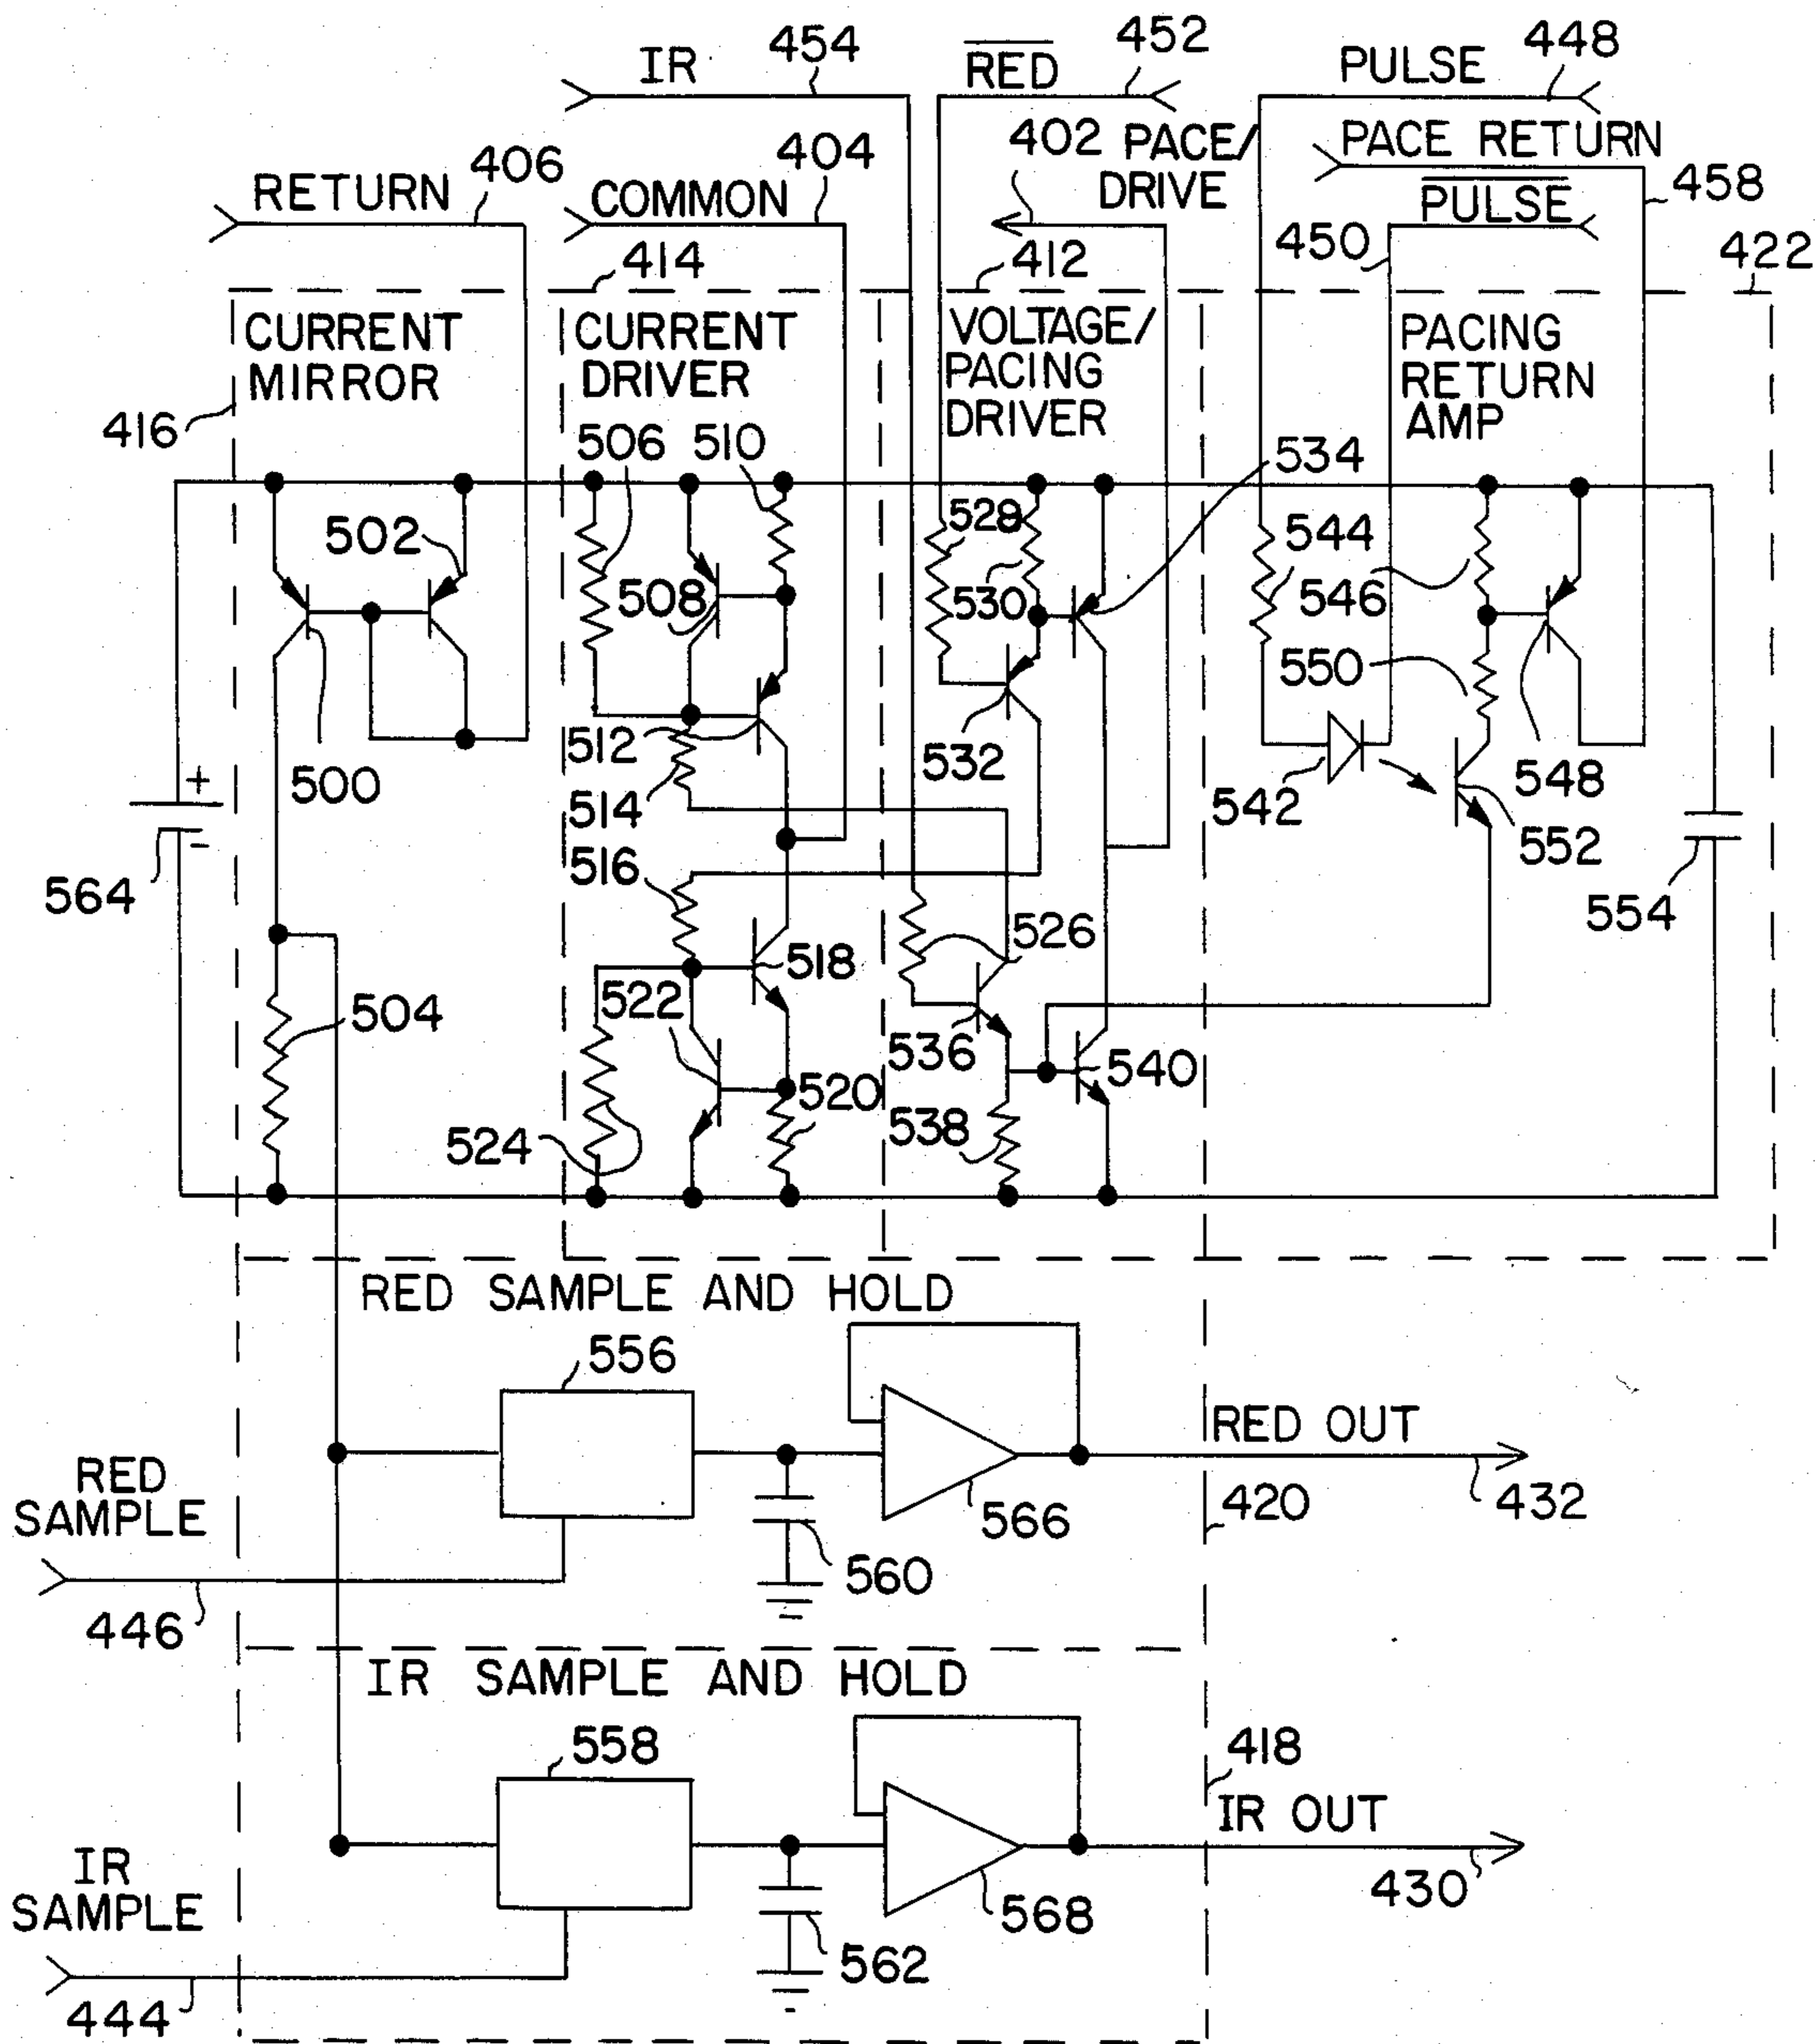 IR
454
RED
452
PULSE
448
RETURN
406
COMMON
404
402
PACE/
DRIVE
PACE RETURN
458
PULSE
450
422
414
412
CURRENT
MIRROR
416
CURRENT
DRIVER
VOLTAGE/
PACING
DRIVER
PACING
RETURN
AMP
506
510
534
502
508
528
530
544
546
550
512
514
532
542
548
552
500
+
-
564
516
554
518
526
504
522
536
540
520
538
524
RED SAMPLE AND HOLD
556
RED OUT
RED
SAMPLE
566
420
432
560
446
IR SAMPLE AND HOLD
558
418
IR OUT
IR
SAMPLE
568
430
562
444